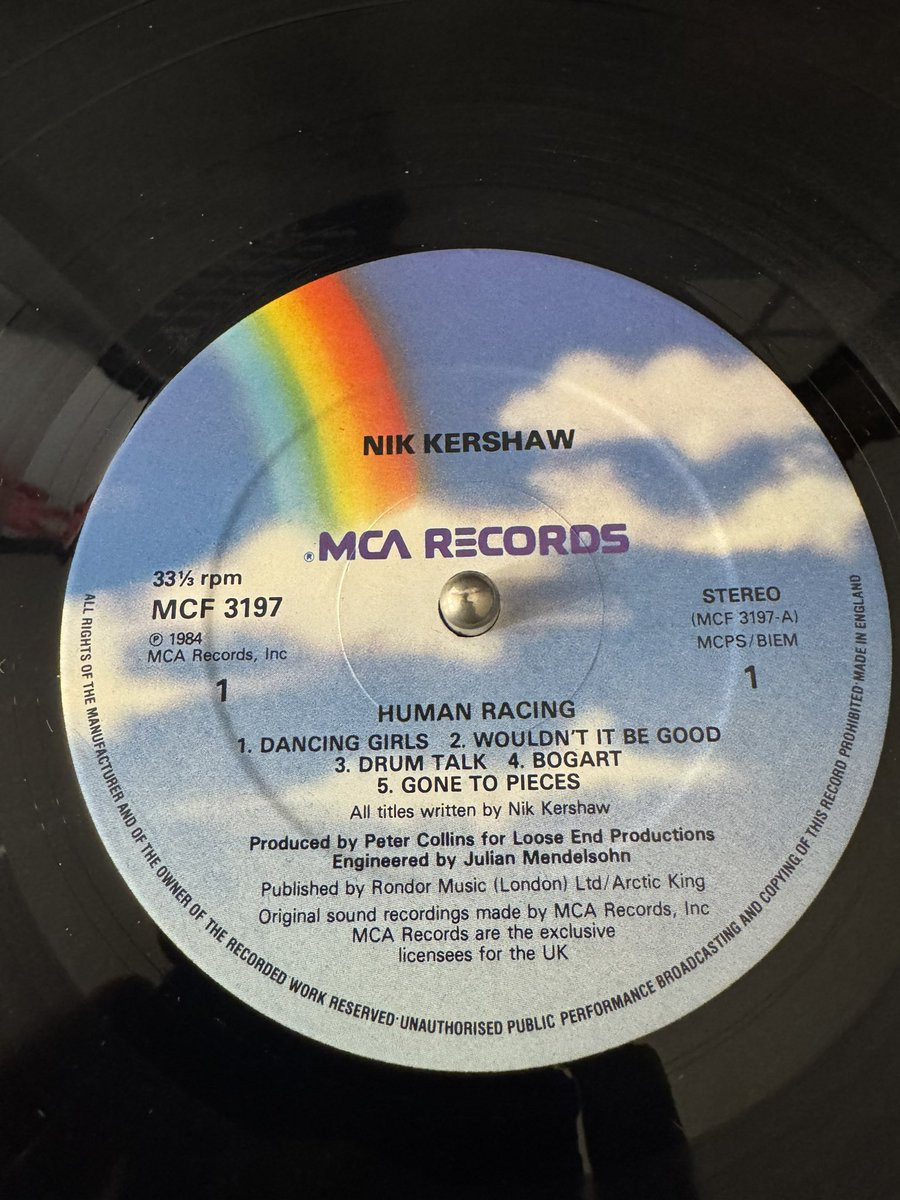 NIK KERSHAW
® MCA RECORDS
33⅓ rpm
MCF 3197
℗ 1984
MCA Records, Inc
1
STEREO
(MCF 3197-A)
MCPS/BIEM
1
HUMAN RACING
1. DANCING GIRLS 2. WOULDN'T IT BE GOOD
3. DRUM TALK 4. BOGART
5. GONE TO PIECES
All titles written by Nik Kershaw
Produced by Peter Collins for Loose End Productions
Engineered by Julian Mendelsohn
Published by Rondor Music (London) Ltd/Arctic King
Original sound recordings made by MCA Records, Inc
MCA Records are the exclusive
licensees for the UK
ALL RIGHTS OF THE MANUFACTURER AND OF THE OWNER OF THE RECORDED WORK RESERVED·UNAUTHORISED PUBLIC PERFORMANCE BROADCASTING AND COPYING OF THIS RECORD PROHIBITED·MADE IN ENGLAND